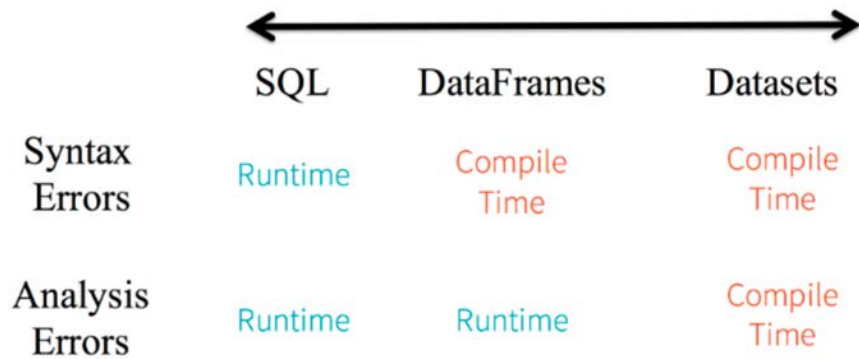 SQL DataFrames Datasets
Syntax
Errors
Runtime
Compile
Time
Compile
Time
Analysis
Errors
Runtime
Runtime
Compile
Time